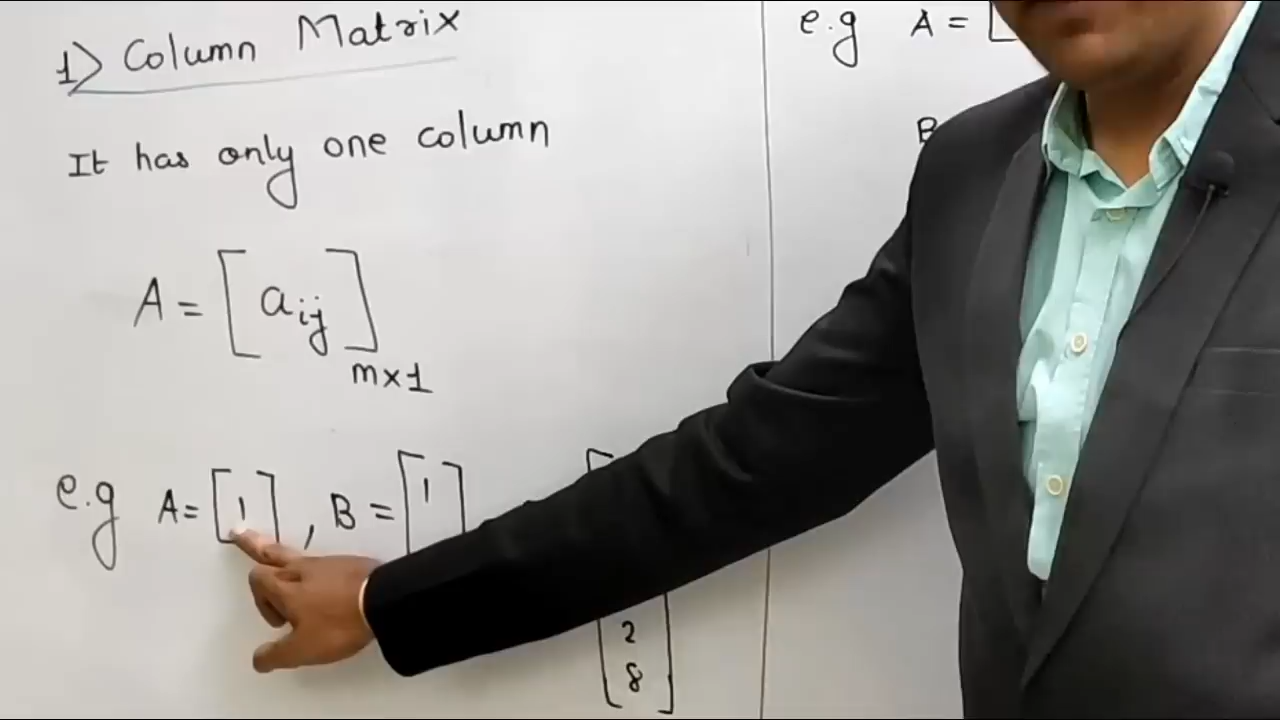 1) Column Matrix
It has only one column
A = [aij]m×1
e.g A = [1], B = [1
2
8]
e.g A = [
B